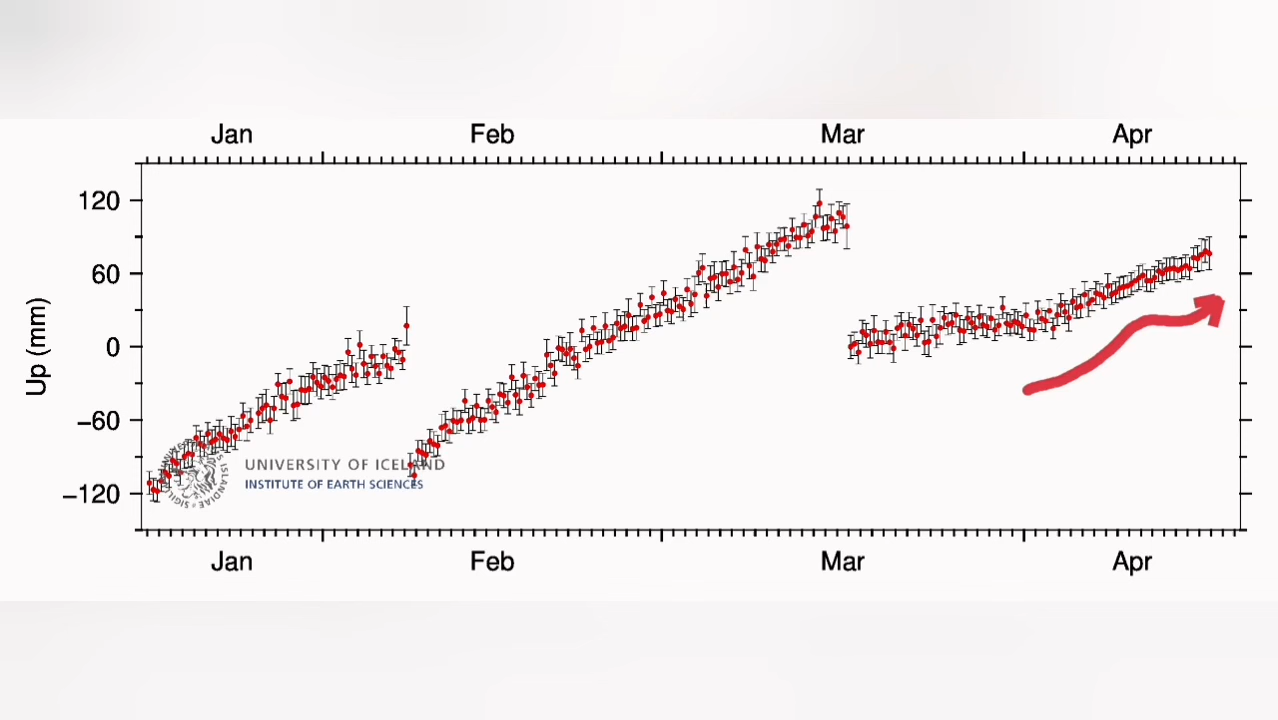 Jan Feb Mar Apr
120
60
0
−60
−120
Up (mm)
UNIVERSITY OF ICELAND
INSTITUTE OF EARTH SCIENCES
Jan Feb Mar Apr